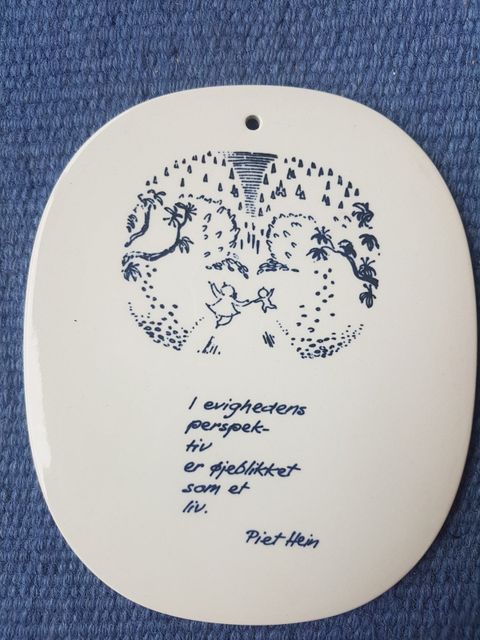 I evighedens
perspek-
tiv
er øjeblikket
som et
liv.
Piet Hein